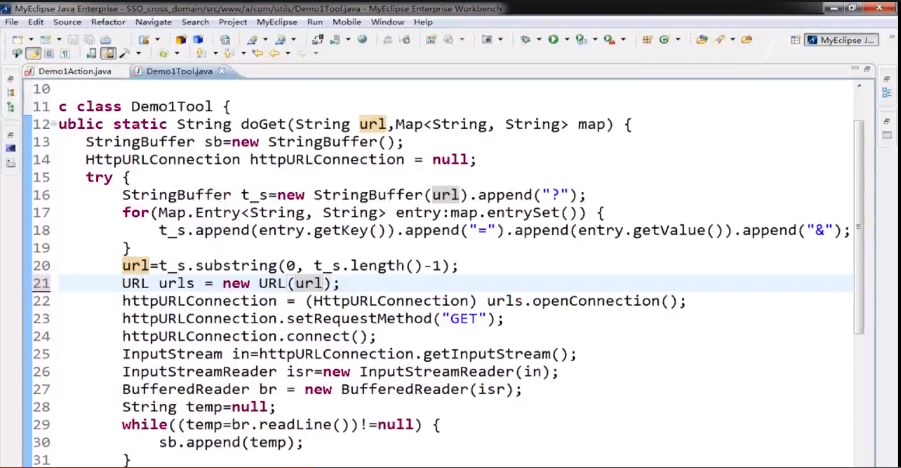 MyEclipse Java Enterprise - SSO_cross_domain/src/www/a/com/utils/Demo1Tool.java - MyEclipse Enterprise Workbench
File Edit Source Refactor Navigate Search Project MyEclipse Run Mobile Window Help
MyEclipse Java...
Demo1Action.java Demo1Tool.java
10
11 c class Demo1Tool {
12 ublic static String doGet(String url,Map<String, String> map) {
13 StringBuffer sb=new StringBuffer();
14 HttpURLConnection httpURLConnection = null;
15 try {
16 StringBuffer t_s=new StringBuffer(url).append("?");
17 for(Map.Entry<String, String> entry:map.entrySet()) {
18 t_s.append(entry.getKey()).append("=").append(entry.getValue()).append("&");
19 }
20 url=t_s.substring(0, t_s.length()-1);
21 URL urls = new URL(url);
22 httpURLConnection = (HttpURLConnection) urls.openConnection();
23 httpURLConnection.setRequestMethod("GET");
24 httpURLConnection.connect();
25 InputStream in=httpURLConnection.getInputStream();
26 InputStreamReader isr=new InputStreamReader(in);
27 BufferedReader br = new BufferedReader(isr);
28 String temp=null;
29 while((temp=br.readLine())!=null) {
30 sb.append(temp);
31 }